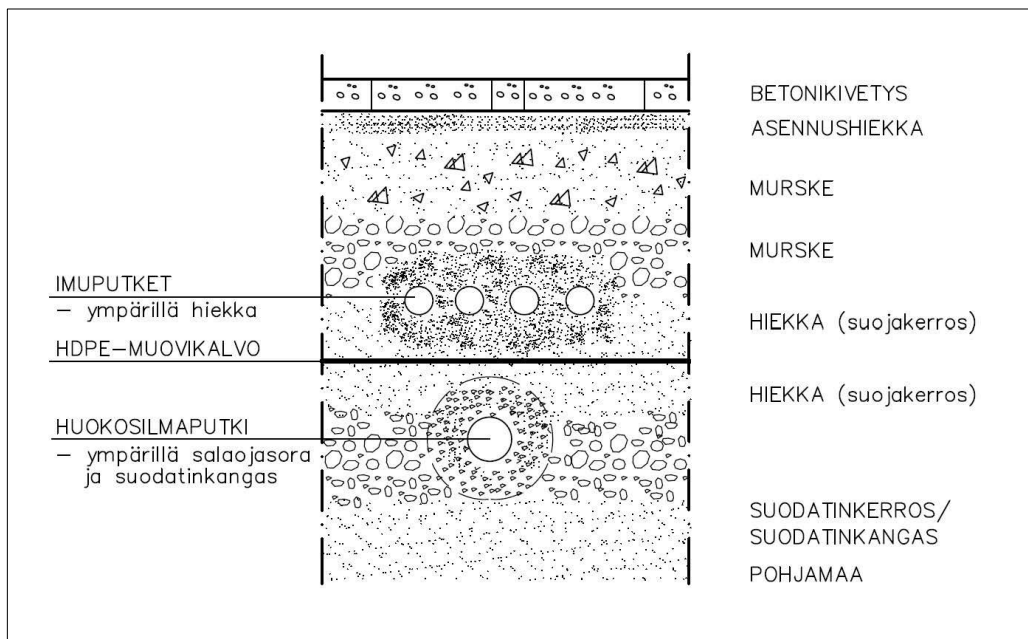 BETONIKIVETYS
ASENNUSHIEKKA
MURSKE
MURSKE
IMUPUTKET
– ympärillä hiekka
HIEKKA (suojakerros)
HDPE–MUOVIKALVO
HIEKKA (suojakerros)
HUOKOSILMAPUTKI
– ympärillä salaojasora
ja suodatinkangas
SUODATINKERROS/
SUODATINKANGAS
POHJAMAA